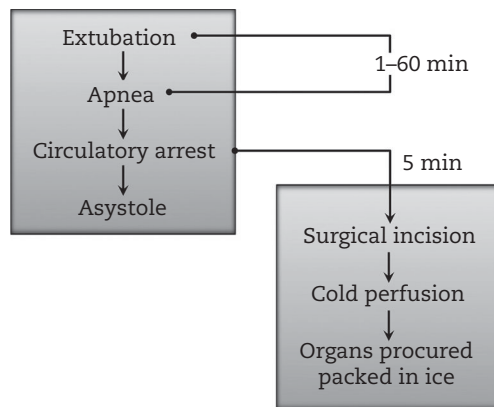 Extubation
1–60 min
Apnea
Circulatory arrest
5 min
Asystole
Surgical incision
Cold perfusion
Organs procured
packed in ice